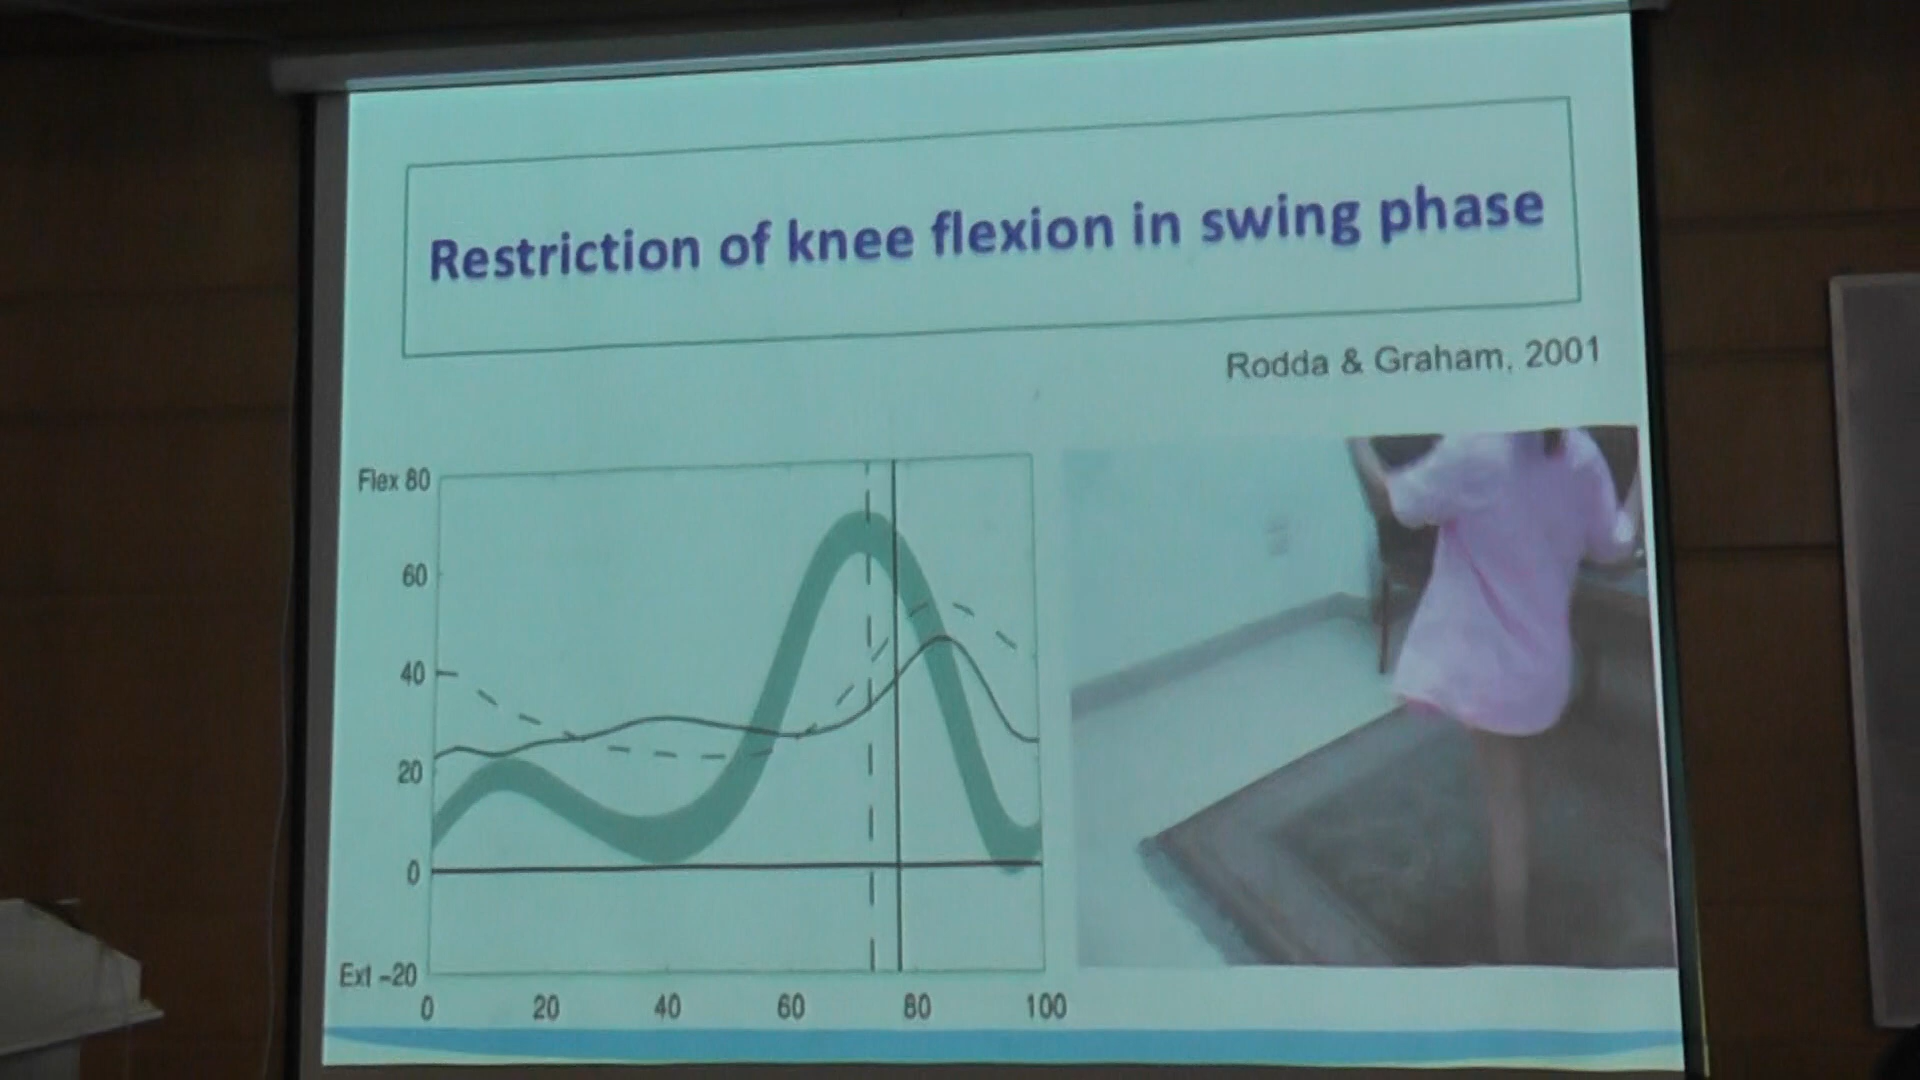 Restriction of knee flexion in swing phase
Rodda & Graham, 2001
Flex 80
60
40
20
0
Ext -20
0 20 40 60 80 100